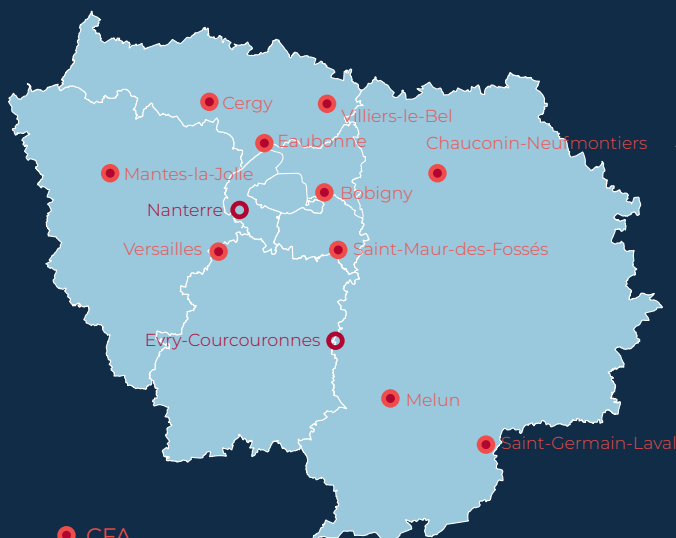 Cergy
Villiers-le-Bel
Eaubonne
Chauconin-Neufmontiers
Mantes-la-Jolie
Bobigny
Nanterre
Versailles
Saint-Maur-des-Fossés
Evry-Courcouronnes
Melun
Saint-Germain-Laval
CFA